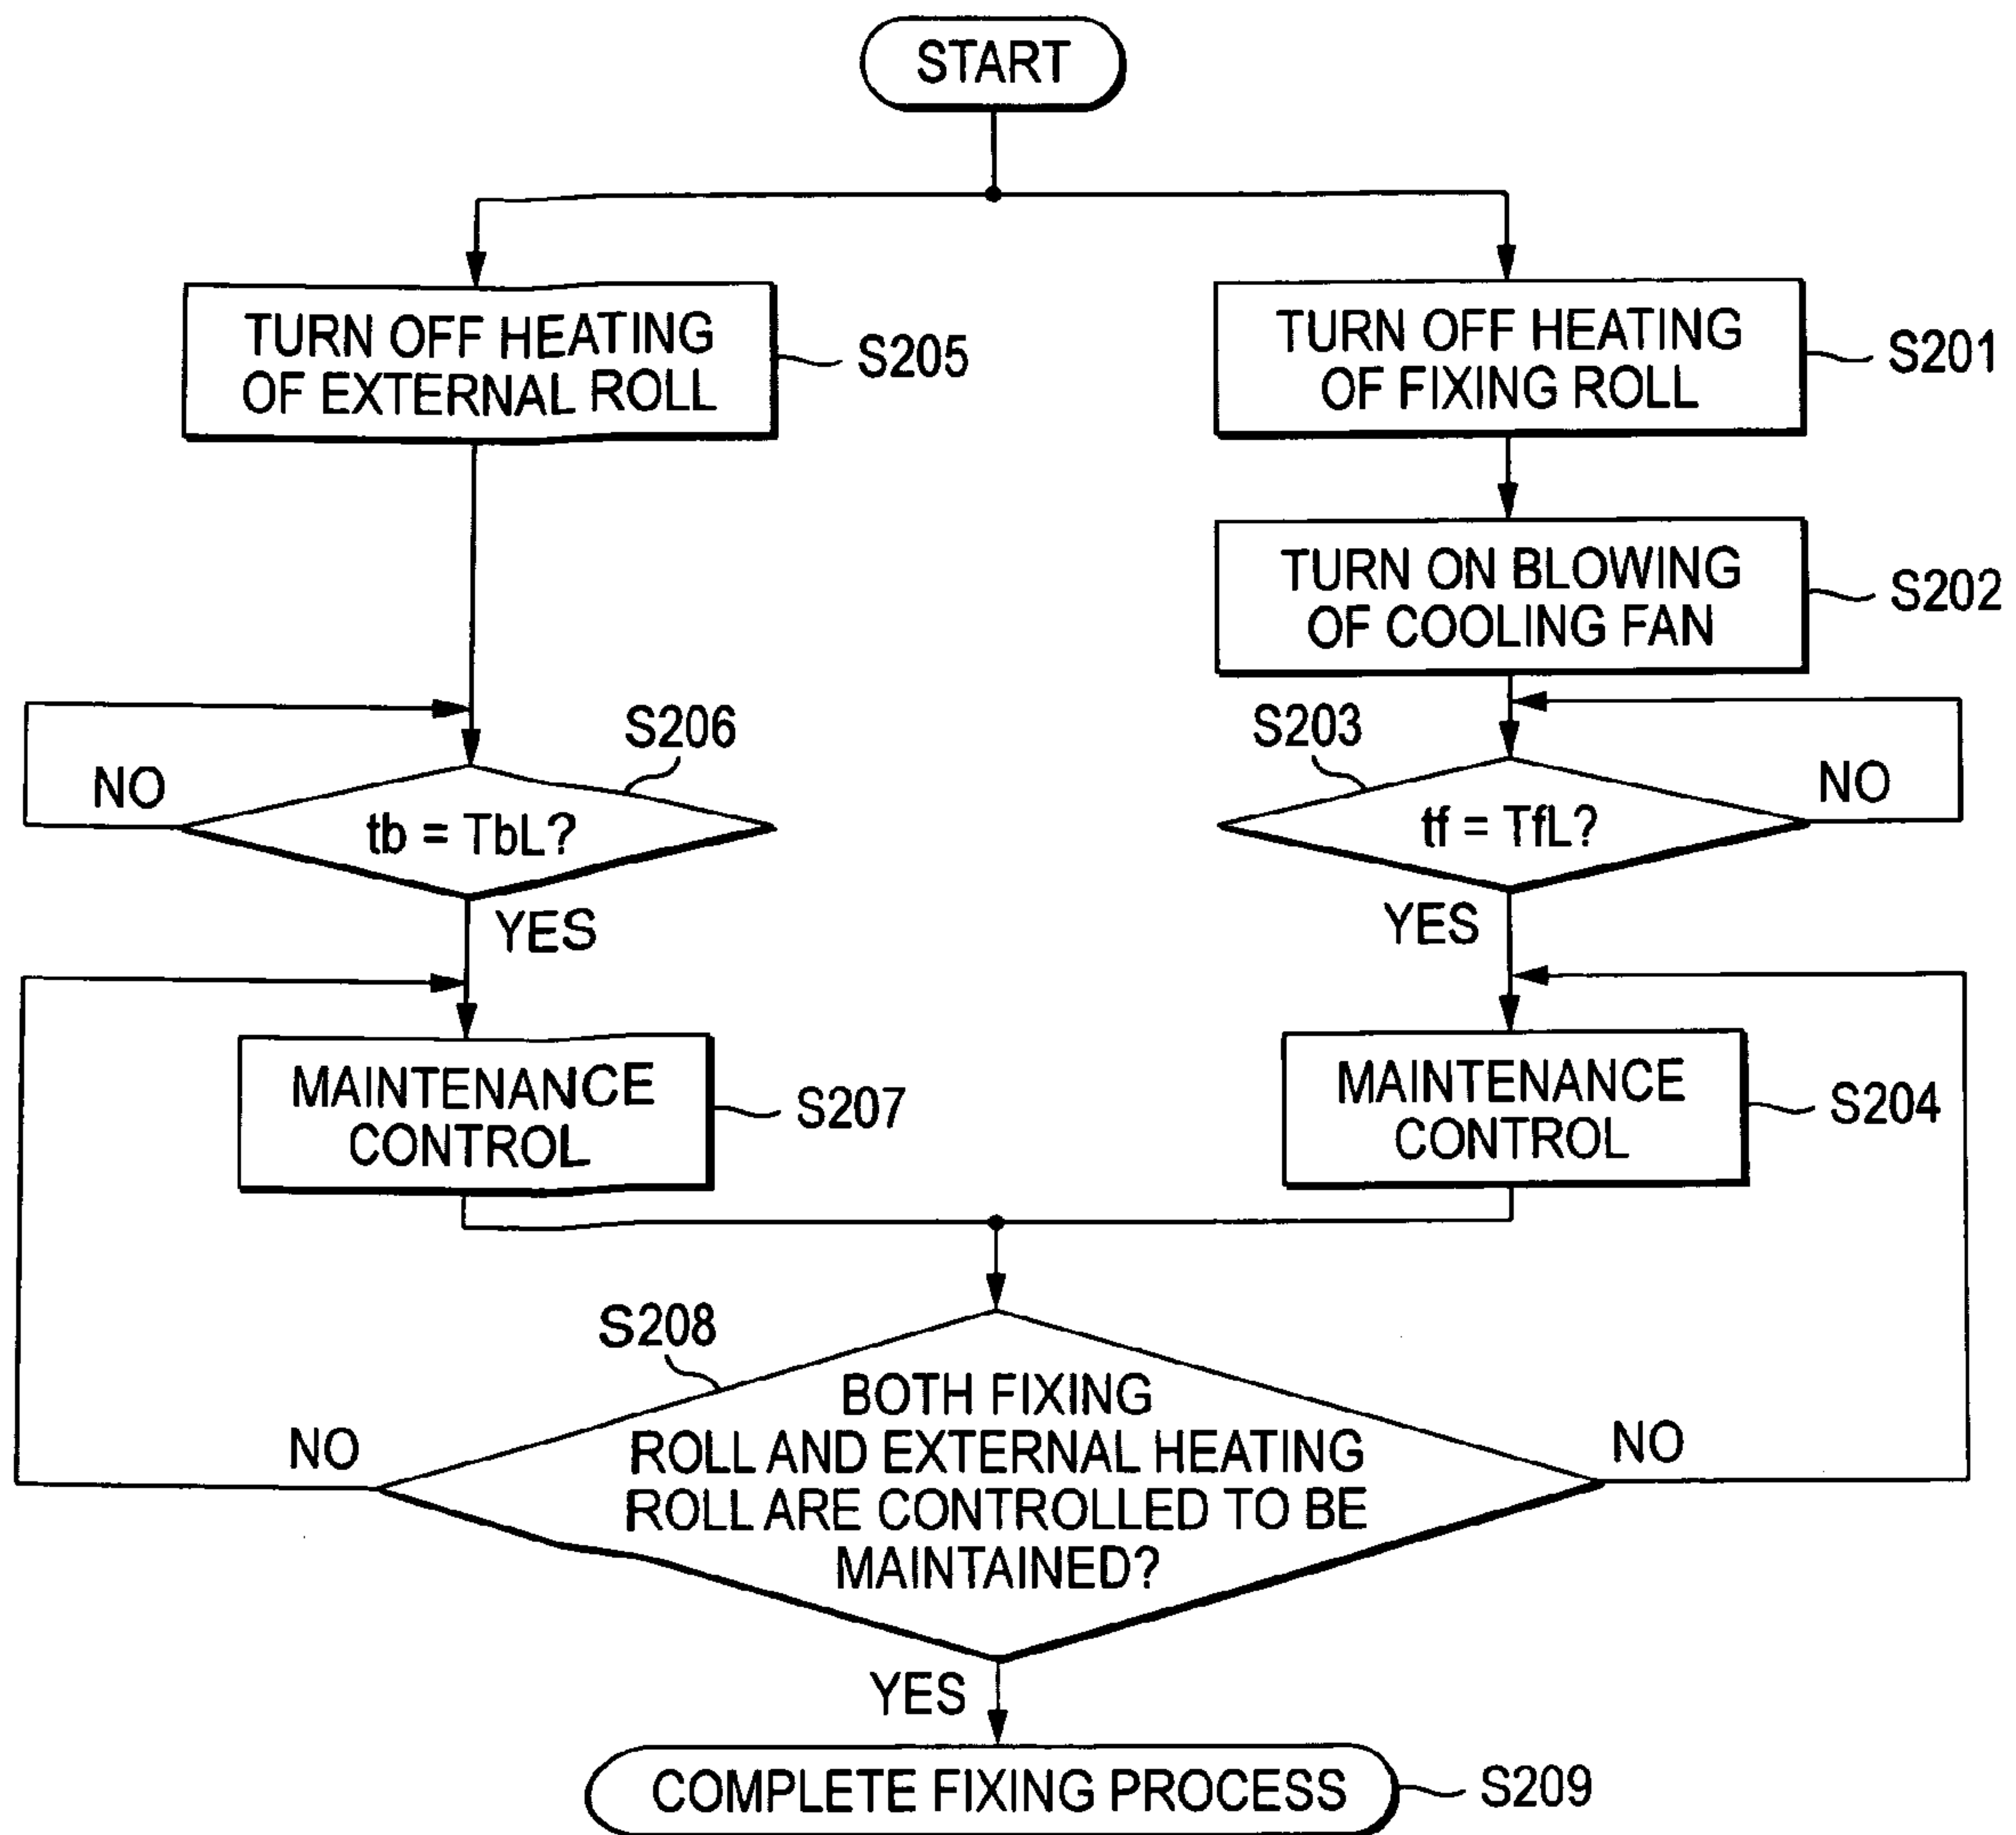 START
TURN OFF HEATING
OF EXTERNAL ROLL
S205
TURN OFF HEATING
OF FIXING ROLL
S201
TURN ON BLOWING
OF COOLING FAN
S202
S206
NO
tb = TbL?
YES
S203
NO
tf = TfL?
YES
MAINTENANCE
CONTROL
S207
MAINTENANCE
CONTROL
S204
S208
BOTH FIXING
ROLL AND EXTERNAL HEATING
ROLL ARE CONTROLLED TO BE
MAINTAINED?
NO
NO
YES
COMPLETE FIXING PROCESS
S209